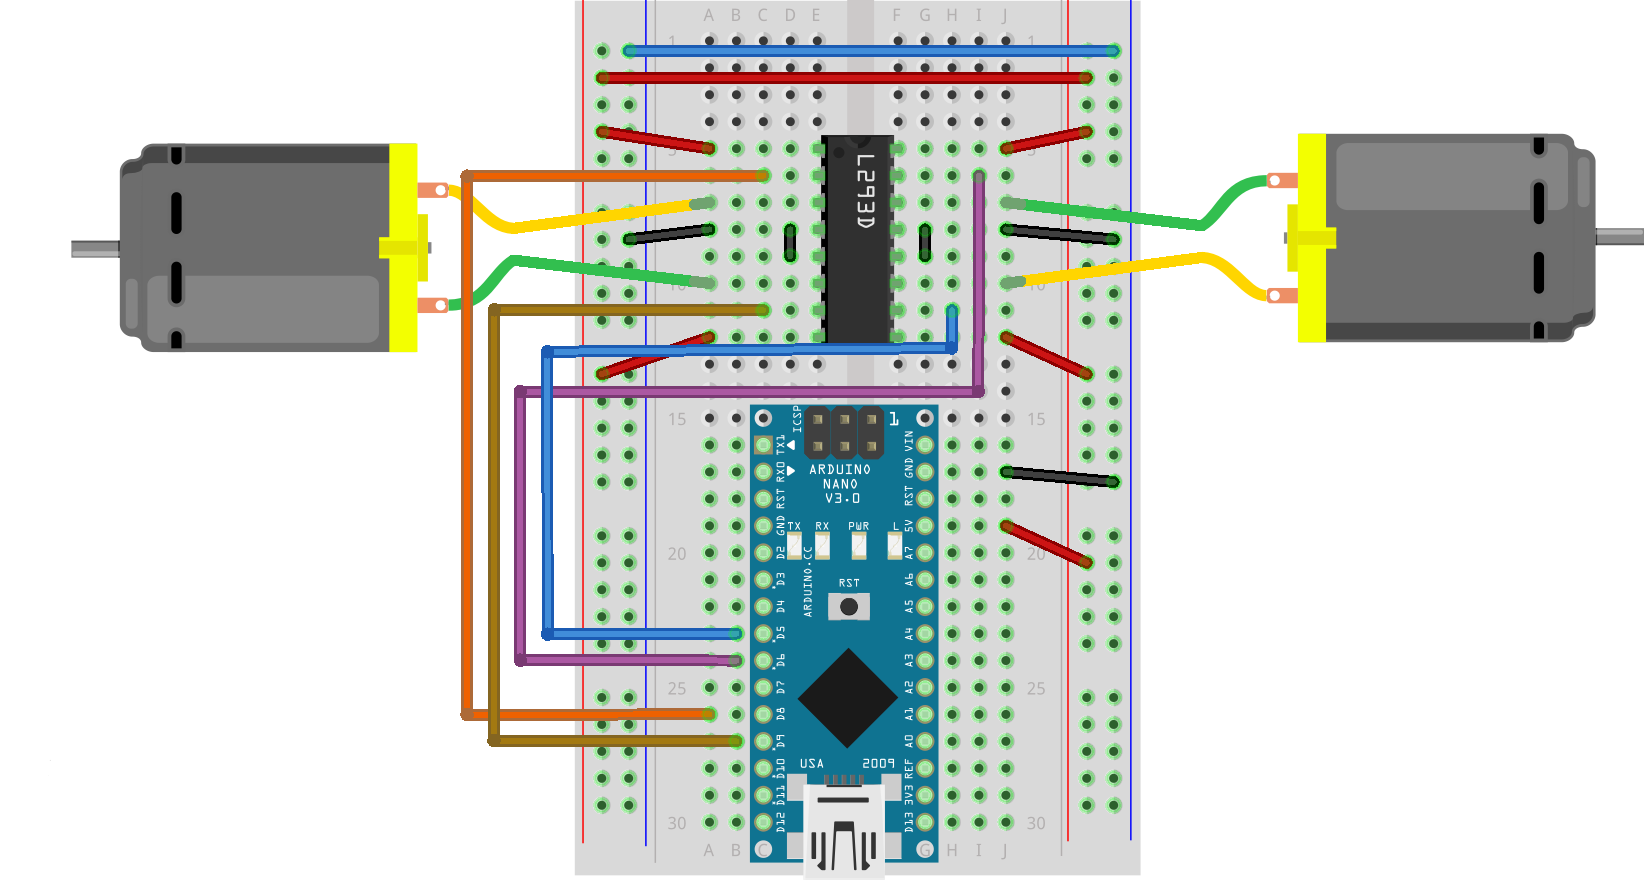 A B C D E F G H I J
1 1
5 5
L293D
10 10
15 15
ICSP 1
TX1 VIN
RX0 GND
RST RST
GND 5V
D2 A7
D3 A6
D4 A5
D5 A4
D6 A3
D7 A2
D8 A1
D9 A0
D10 REF
D11 3V3
D12 D13
ARDUINO
NANO
V3.0
TX RX PWR L
ARDUINO.CC
RST
20 20
25 25
USA 2009
30 30
A B C G H I J